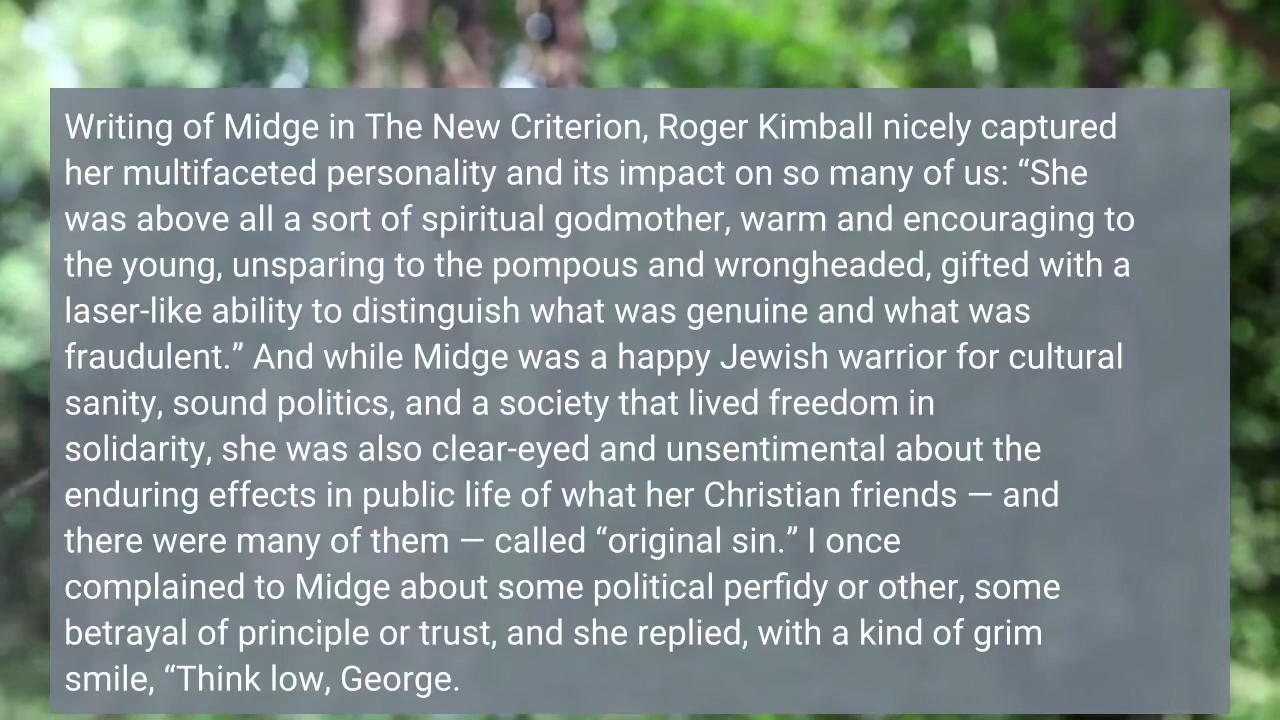 Writing of Midge in The New Criterion, Roger Kimball nicely captured
her multifaceted personality and its impact on so many of us: “She
was above all a sort of spiritual godmother, warm and encouraging to
the young, unsparing to the pompous and wrongheaded, gifted with a
laser-like ability to distinguish what was genuine and what was
fraudulent.” And while Midge was a happy Jewish warrior for cultural
sanity, sound politics, and a society that lived freedom in
solidarity, she was also clear-eyed and unsentimental about the
enduring effects in public life of what her Christian friends — and
there were many of them — called “original sin.” I once
complained to Midge about some political perfidy or other, some
betrayal of principle or trust, and she replied, with a kind of grim
smile, “Think low, George.